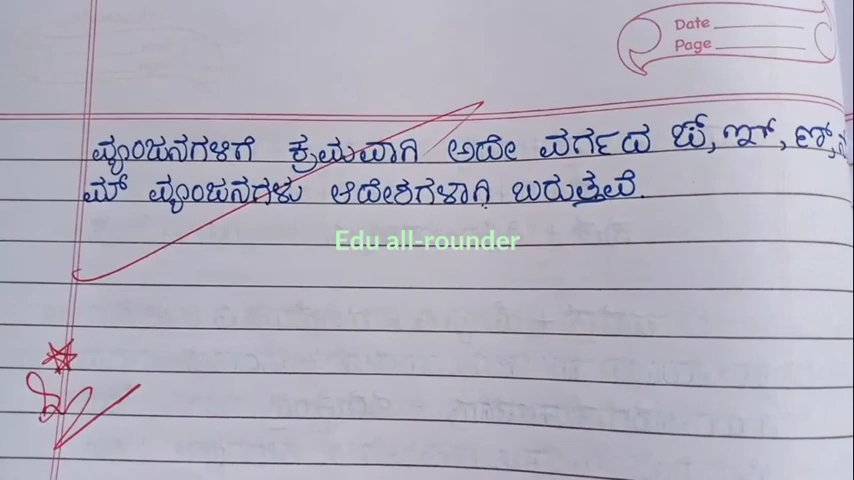 Date
Page
ವ್ಯಂಜನಗಳಿಗೆ ಕ್ರಮವಾಗಿ ಅದೇ ವರ್ಗದ ಙ್, ಞ್, ಣ್,
ಮ್ ವ್ಯಂಜನಗಳು ಆದೇಶಗಳಾಗಿ ಬರುತ್ತವೆ.
Edu all-rounder